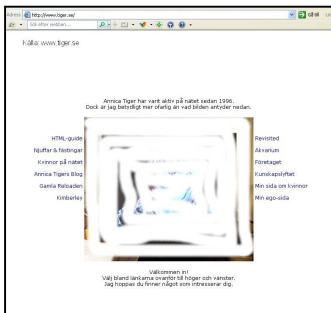 Adress http://www.tiger.se/ Gå till
Sök efter webben...
Källa: www.tiger.se
Annica Tiger har varit aktiv på nätet sedan 1996.
Dock är jag betydligt mer ofarlig än vad bilden antyder nedan.
HTML-guide
Njuffar & fästingar
Kvinnor på nätet
Annica Tigers Blog
Gamla Reloaden
Kimberley
Revisited
Akvarium
Företaget
Kunskapslyftet
Min sida om kvinnor
Min ego-sida
Välkommen in!
Välj bland länkarna ovanför till höger och vänster.
Jag hoppas du finner något som intresserar dig.